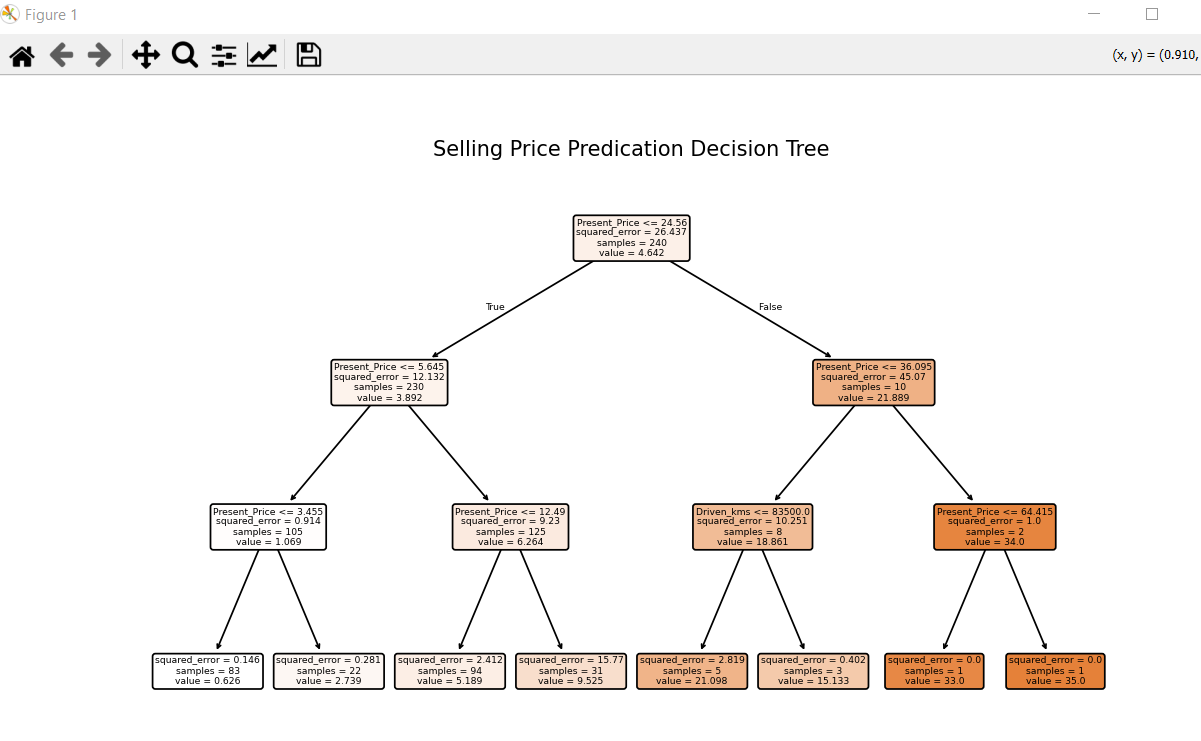 Figure 1
(x, y) = (0.910,
Selling Price Predication Decision Tree
Present_Price <= 24.56
squared_error = 26.437
samples = 240
value = 4.642
True
False
Present_Price <= 5.645
squared_error = 12.132
samples = 230
value = 3.892
Present_Price <= 36.095
squared_error = 45.07
samples = 10
value = 21.889
Present_Price <= 3.455
squared_error = 0.914
samples = 105
value = 1.069
Present_Price <= 12.49
squared_error = 9.23
samples = 125
value = 6.264
Driven_kms <= 83500.0
squared_error = 10.251
samples = 8
value = 18.861
Present_Price <= 64.415
squared_error = 1.0
samples = 2
value = 34.0
squared_error = 0.146
samples = 83
value = 0.626
squared_error = 0.281
samples = 22
value = 2.739
squared_error = 2.412
samples = 94
value = 5.189
squared_error = 15.77
samples = 31
value = 9.525
squared_error = 2.819
samples = 5
value = 21.098
squared_error = 0.402
samples = 3
value = 15.133
squared_error = 0.0
samples = 1
value = 33.0
squared_error = 0.0
samples = 1
value = 35.0